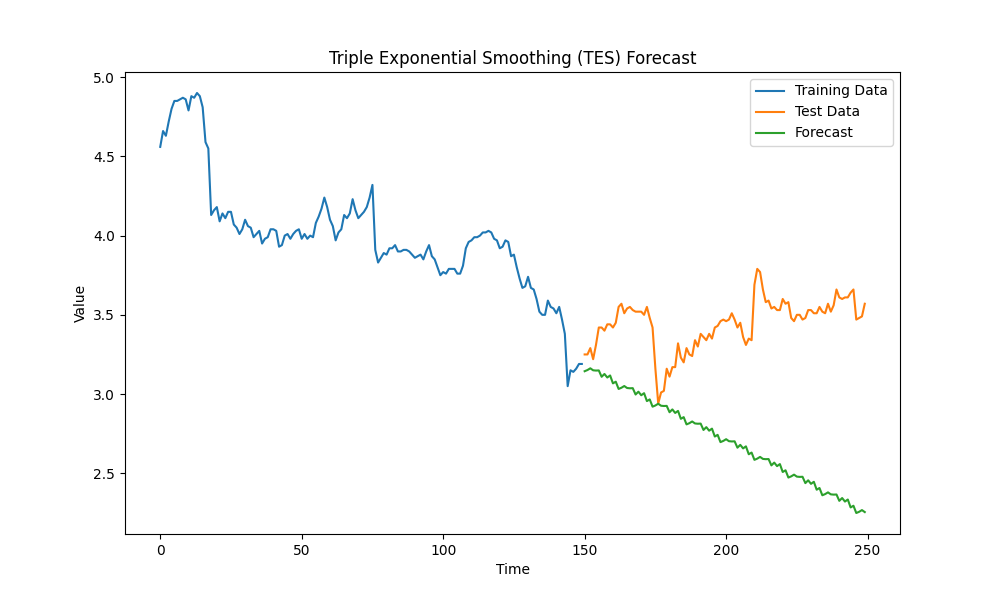 Triple Exponential Smoothing (TES) Forecast
Training Data
Test Data
Forecast
Value
5.0
4.5
4.0
3.5
3.0
2.5
0
50
100
150
200
250
Time